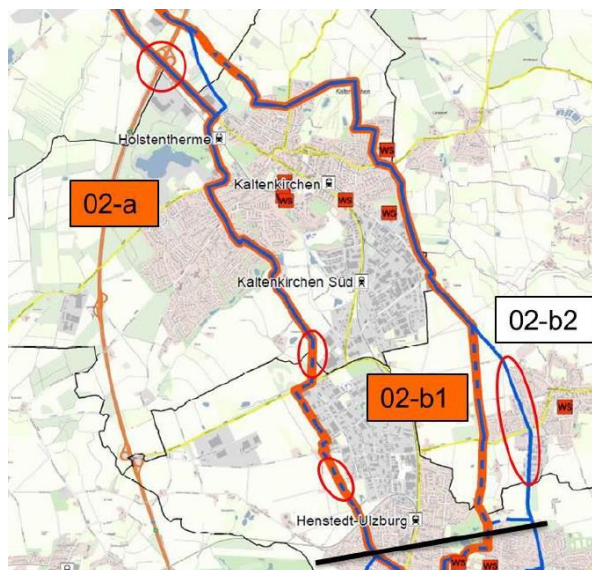 Holstentherme
WS
Kaltenkirchen
WS
WS
WS
02-a
Kaltenkirchen Süd
02-b2
02-b1
WS
Henstedt-Ulzburg
WS
WS